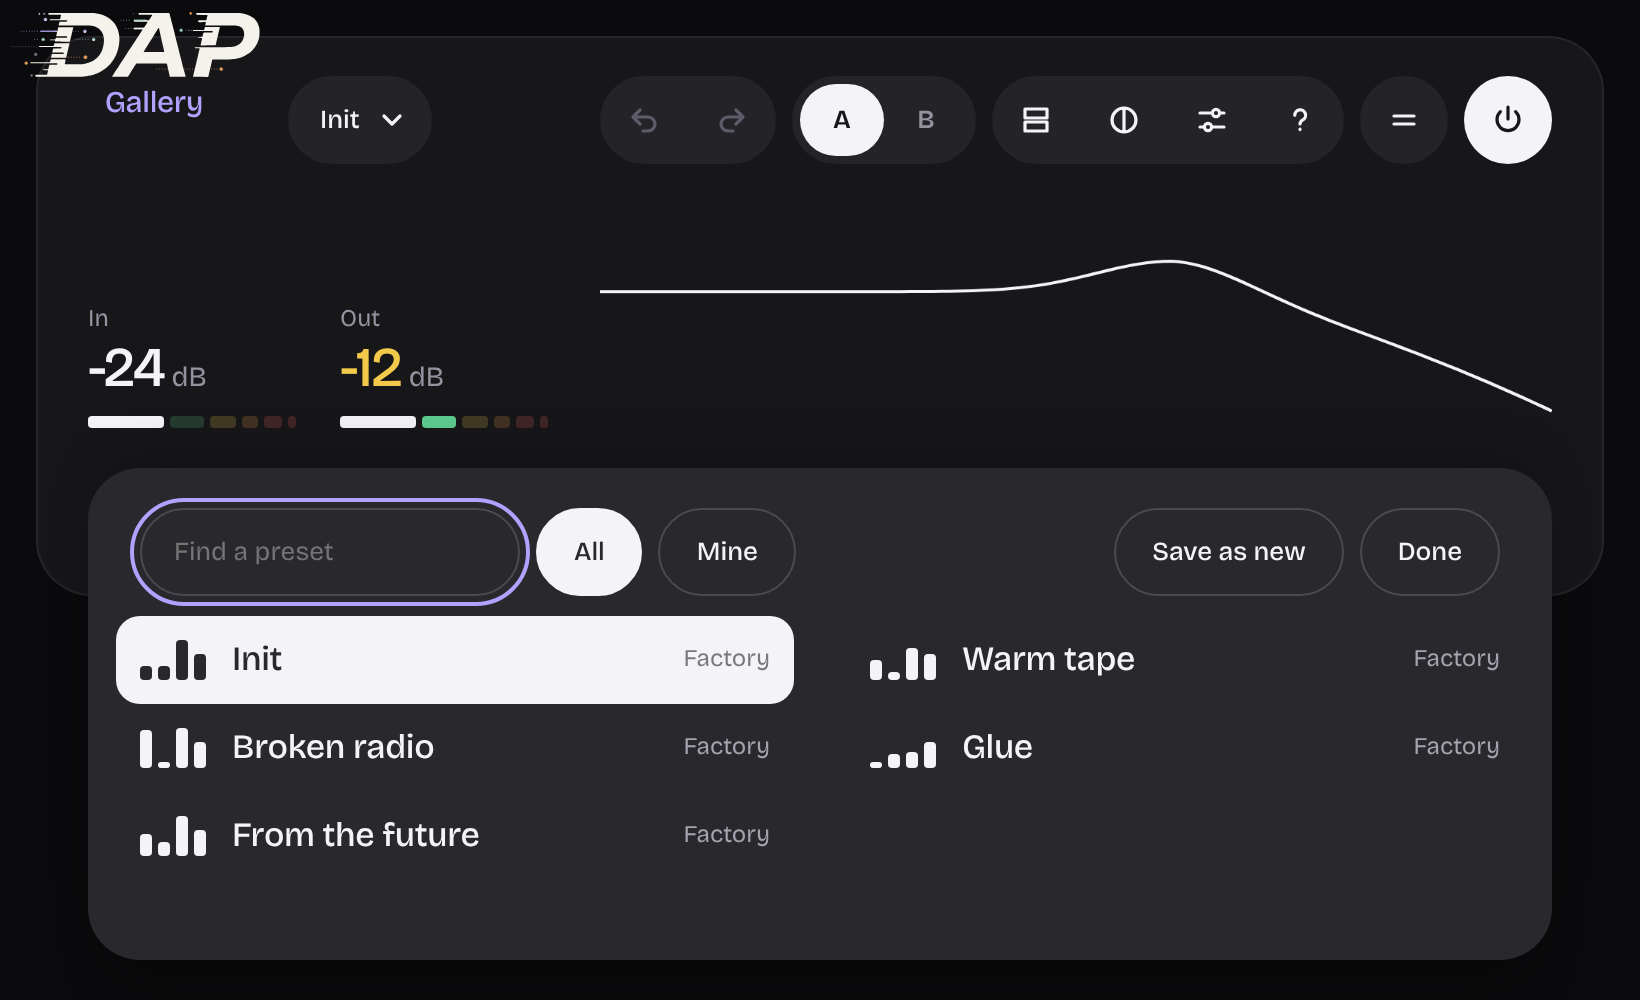 DAP
Gallery
Init
A B ?
In Out
-24 dB -12 dB
Find a preset All Mine Save as new Done
Init Factory Warm tape Factory
Broken radio Factory Glue Factory
From the future Factory